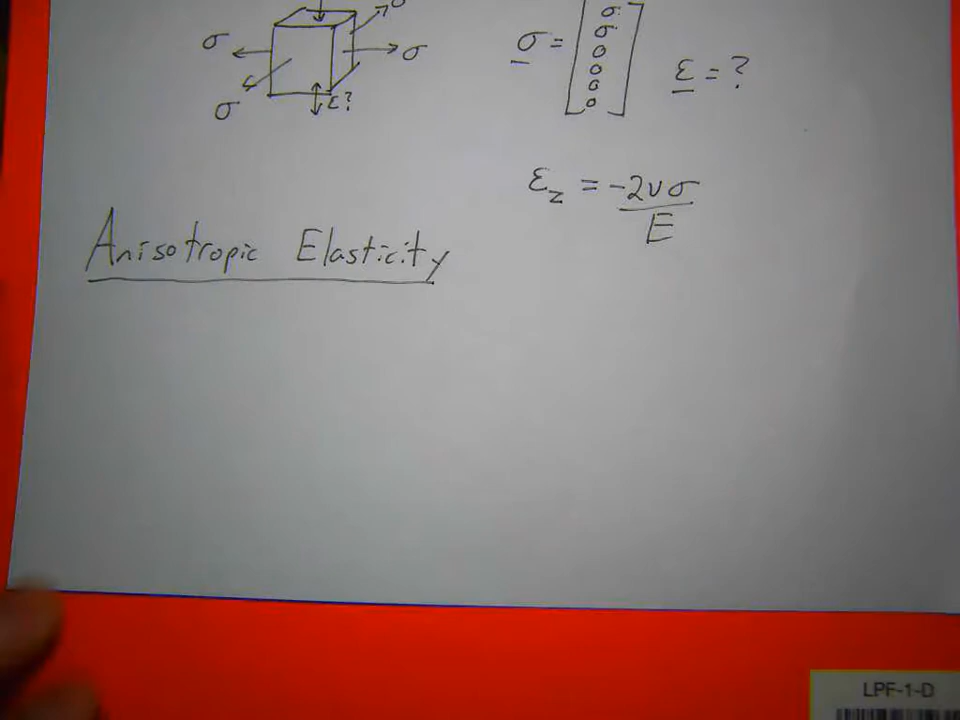 σ σ
σ ε?
σ = [σ σ 0 0 0 0] ε = ?
ε_z = -2νσ / E
Anisotropic Elasticity
LPF-1-D